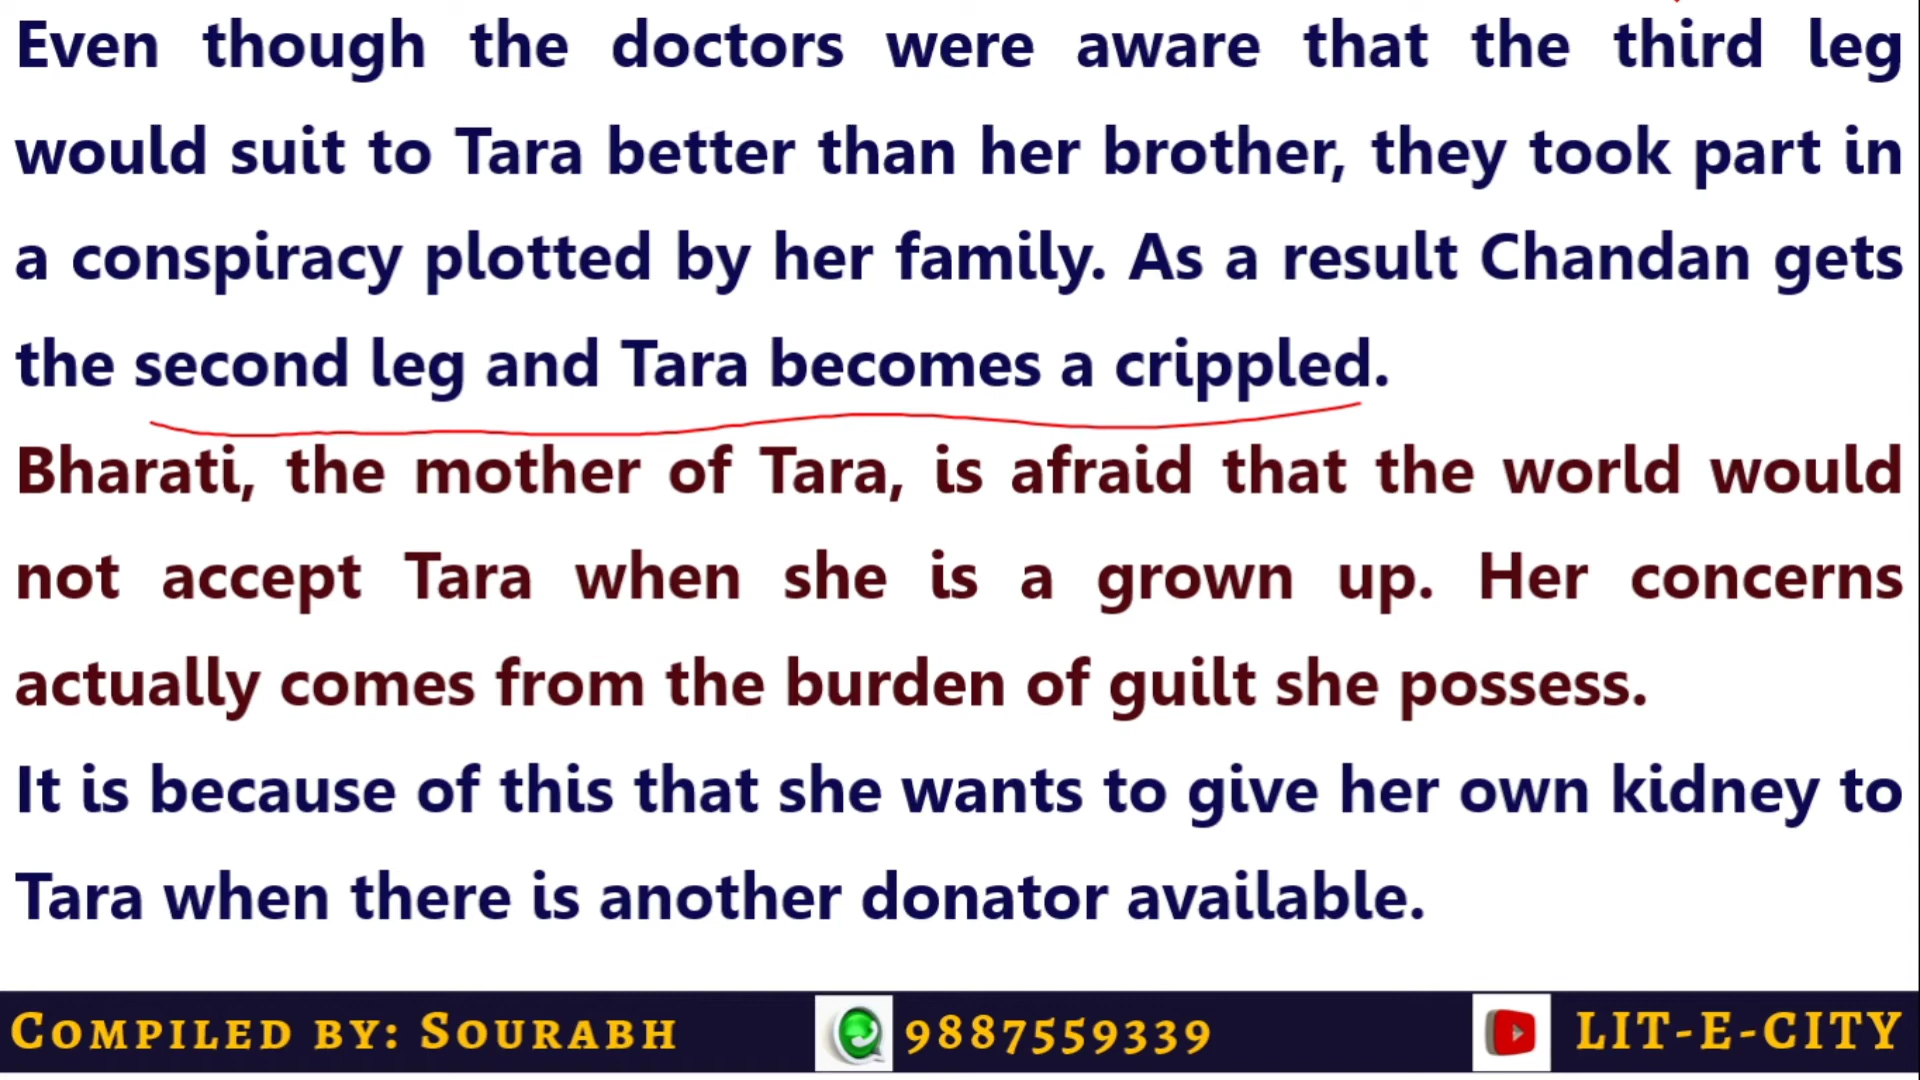 Even though the doctors were aware that the third leg
would suit to Tara better than her brother, they took part in
a conspiracy plotted by her family. As a result Chandan gets
the second leg and Tara becomes a crippled.
Bharati, the mother of Tara, is afraid that the world would
not accept Tara when she is a grown up. Her concerns
actually comes from the burden of guilt she possess.
It is because of this that she wants to give her own kidney to
Tara when there is another donator available.
COMPILED BY: SOURABH 9887559339 LIT-E-CITY